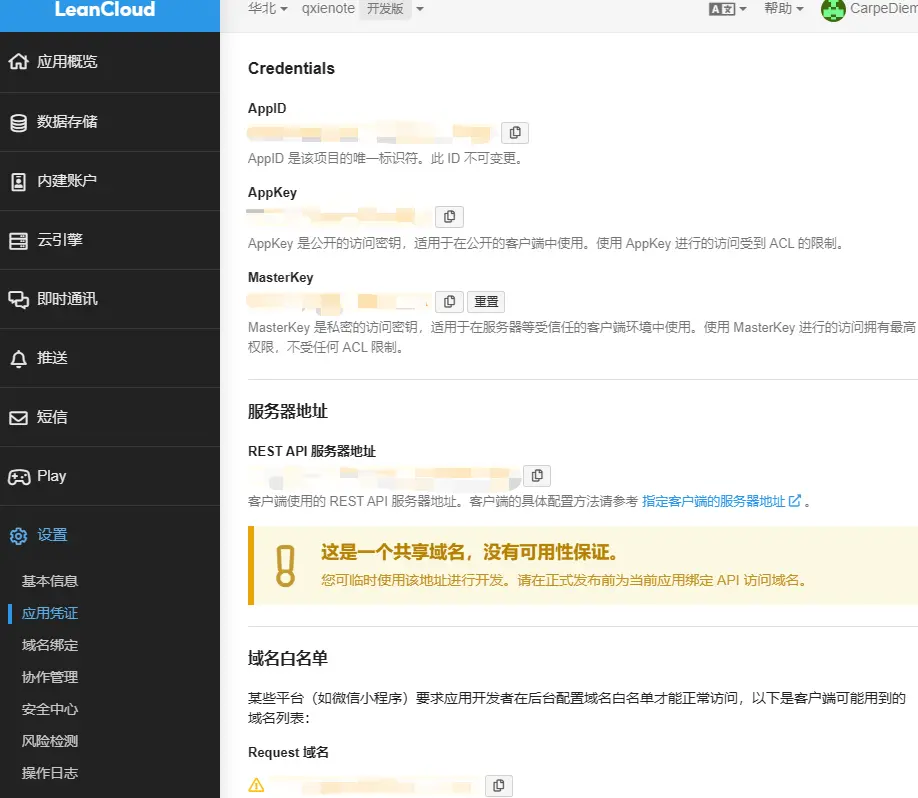 LeanCloud
华北 qxienote 开发版
帮助 CarpeDiem
应用概览
数据存储
内建账户
云引擎
即时通讯
推送
短信
Play
设置
基本信息
应用凭证
域名绑定
协作管理
安全中心
风险检测
操作日志
Credentials
AppID
AppID 是该项目的唯一标识符。此 ID 不可变更。
AppKey
AppKey 是公开的访问密钥，适用于在公开的客户端中使用。使用 AppKey 进行的访问受到 ACL 的限制。
MasterKey
重置
MasterKey 是私密的访问密钥，适用于在服务器等受信任的客户端环境中使用。使用 MasterKey 进行的访问拥有最高
权限，不受任何 ACL 限制。
服务器地址
REST API 服务器地址
客户端使用的 REST API 服务器地址。客户端的具体配置方法请参考 指定客户端的服务器地址 。
这是一个共享域名，没有可用性保证。
您可临时使用该地址进行开发。请在正式发布前为当前应用绑定 API 访问域名。
域名白名单
某些平台（如微信小程序）要求应用开发者在后台配置域名白名单才能正常访问，以下是客户端可能用到的
域名列表：
Request 域名